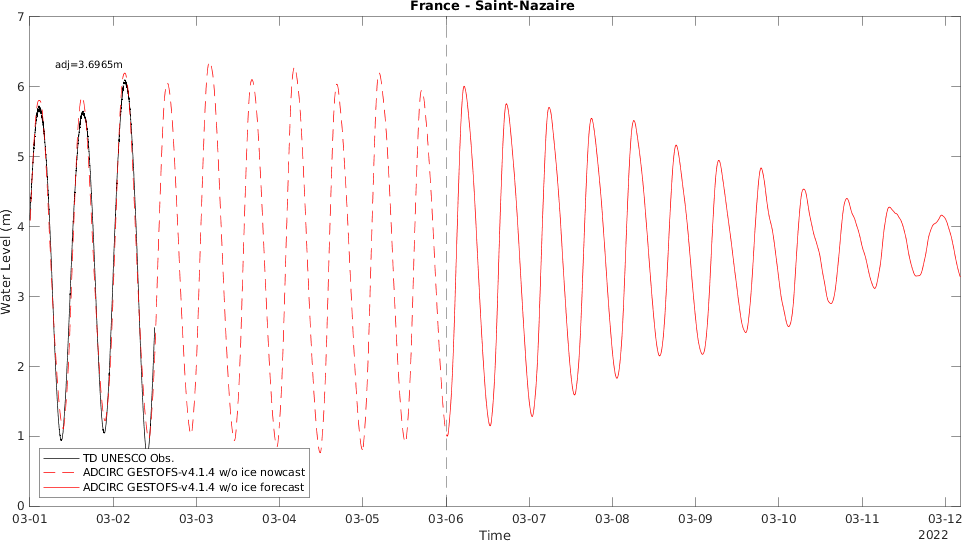 France - Saint-Nazaire
7
adj=3.6965m
6
5
4
3
2
1
0
Water Level (m)
TD UNESCO Obs.
ADCIRC GESTOFS-v4.1.4 w/o ice nowcast
ADCIRC GESTOFS-v4.1.4 w/o ice forecast
03-01 03-02 03-03 03-04 03-05 03-06 03-07 03-08 03-09 03-10 03-11 03-12
Time
2022